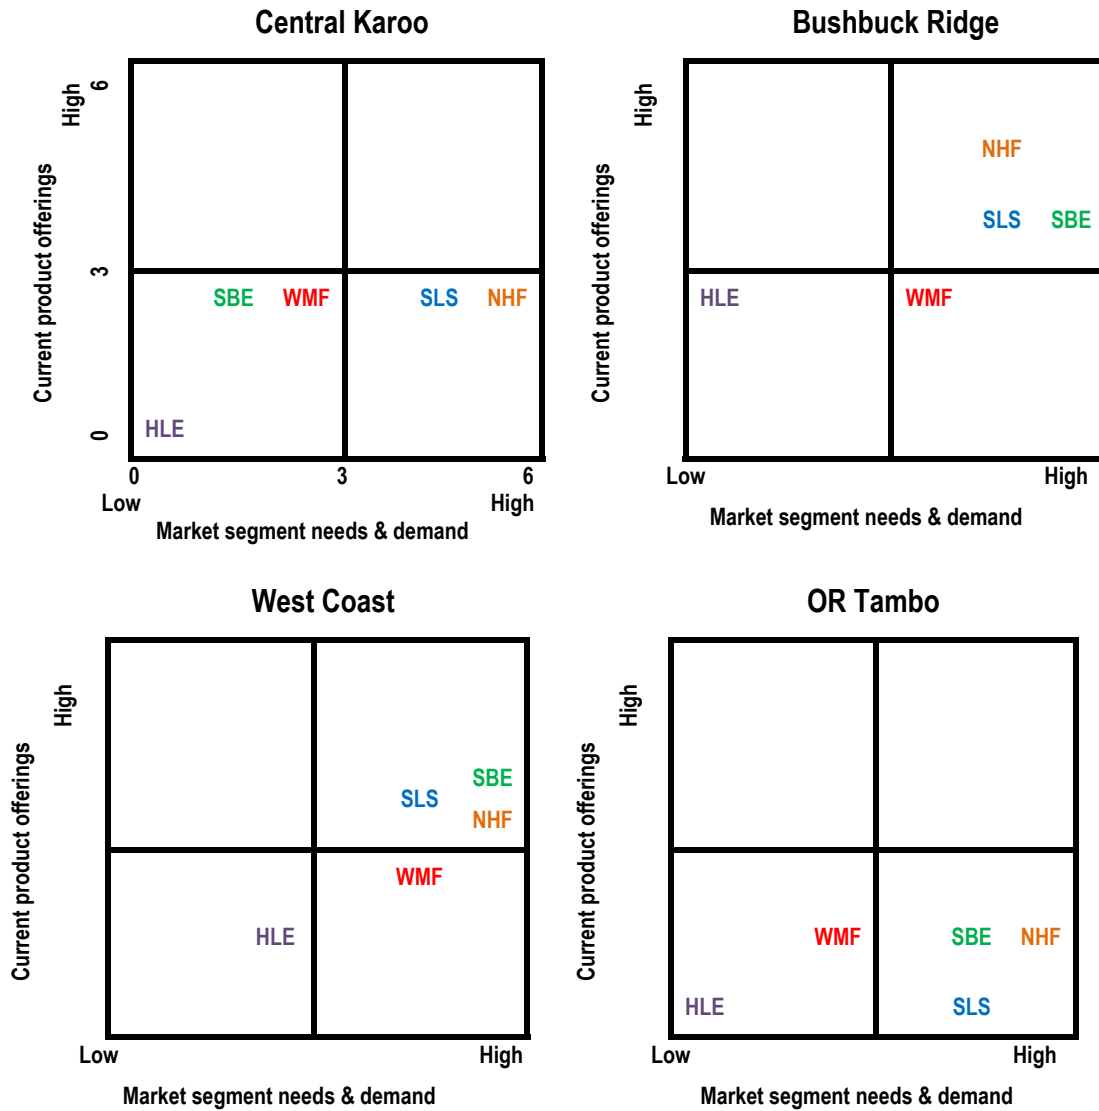 Central Karoo
High
6
Current product offerings
3
0
SBE WMF SLS NHF
HLE
0 3 6
Low High
Market segment needs & demand
Bushbuck Ridge
High
Current product offerings
NHF
SLS SBE
HLE WMF
Low High
Market segment needs & demand
West Coast
High
Current product offerings
SBE
SLS
NHF
WMF
HLE
Low High
Market segment needs & demand
OR Tambo
High
Current product offerings
WMF SBE NHF
HLE SLS
Low High
Market segment needs & demand